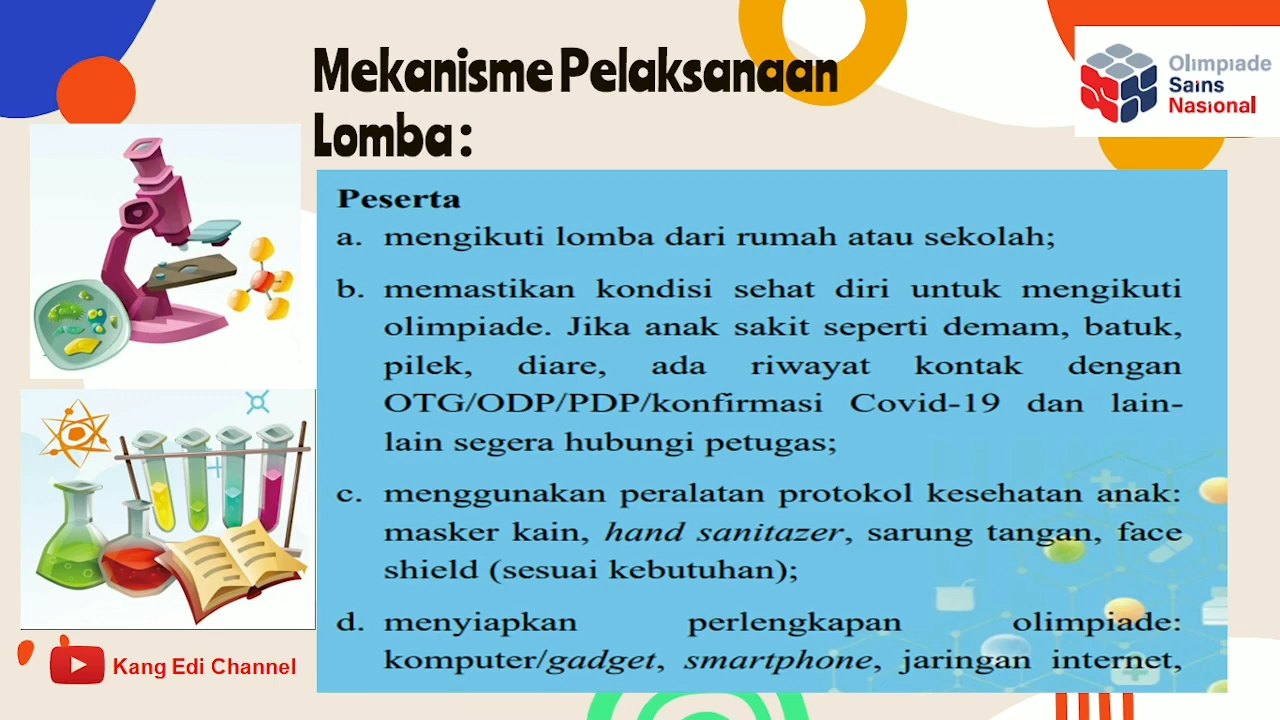 Mekanisme Pelaksanaan
Lomba :
Olimpiade
Sains
Nasional
Peserta
a. mengikuti lomba dari rumah atau sekolah;
b. memastikan kondisi sehat diri untuk mengikuti
olimpiade. Jika anak sakit seperti demam, batuk,
pilek, diare, ada riwayat kontak dengan
OTG/ODP/PDP/konfirmasi Covid-19 dan lain-
lain segera hubungi petugas;
c. menggunakan peralatan protokol kesehatan anak:
masker kain, hand sanitazer, sarung tangan, face
shield (sesuai kebutuhan);
d. menyiapkan perlengkapan olimpiade:
komputer/gadget, smartphone, jaringan internet,
Kang Edi Channel